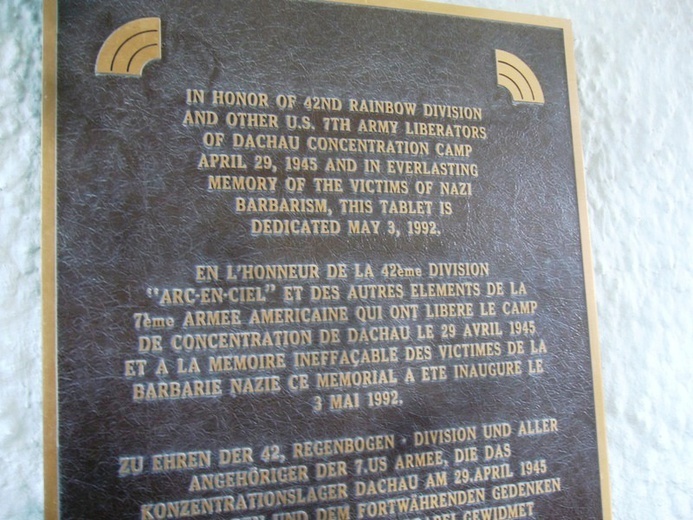 IN HONOR OF 42ND RAINBOW DIVISION
AND OTHER U.S. 7TH ARMY LIBERATORS
OF DACHAU CONCENTRATION CAMP
APRIL 29, 1945 AND IN EVERLASTING
MEMORY OF THE VICTIMS OF NAZI
BARBARISM, THIS TABLET IS
DEDICATED MAY 3, 1992.
EN L'HONNEUR DE LA 42ème DIVISION
"ARC-EN-CIEL" ET DES AUTRES ELEMENTS DE LA
7ème ARMEE AMERICAINE QUI ONT LIBERE LE CAMP
DE CONCENTRATION DE DACHAU LE 29 AVRIL 1945
ET A LA MEMOIRE INEFFAÇABLE DES VICTIMES DE LA
BARBARIE NAZIE CE MEMORIAL A ETE INAUGURE LE
3 MAI 1992.
ZU EHREN DER 42, REGENBOGEN - DIVISION UND ALLER
ANGEHÖRIGER DER 7.US ARMEE, DIE DAS
KONZENTRATIONSLAGER DACHAU AM 29.APRIL 1945
UND DEM FORTWÄHRENDEN GEDENKEN
GEWIDMET